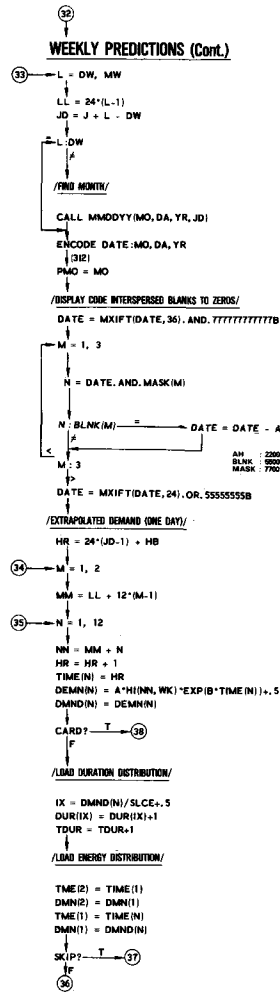 32
WEEKLY PREDICTIONS (Cont.)
33 L = DW, MW
LL = 24*(L-1)
JD = J + L - DW
= L:DW
≠
/FIND MONTH/
CALL MMDDYY(MO, DA, YR, JD)
ENCODE DATE:MO, DA, YR
(312)
PMO = MO
/DISPLAY CODE INTERSPERSED BLANKS TO ZEROS/
DATE = MXIFT(DATE, 36).AND.777777777777B
M = 1, 3
N = DATE.AND.MASK(M)
N : BLNK(M) = DATE = DATE - A
≠
AH : 2200
BLNK : 5500
MASK : 7700
< M : 3
>
DATE = MXIFT(DATE, 24).OR.55555555B
/EXTRAPOLATED DEMAND (ONE DAY)/
HR = 24*(JD-1) + HB
34 M = 1, 2
MM = LL + 12*(M-1)
35 N = 1, 12
NN = MM + N
HR = HR + 1
TIME(N) = HR
DEMN(N) = A*HI(NN, WK)*EXP(B*TIME(N))+.5
DMND(N) = DEMN(N)
CARD? T 38
F
/LOAD DURATION DISTRIBUTION/
IX = DMND(N)/SLCE+.5
DUR(IX) = DUR(IX)+1
TDUR = TDUR+1
/LOAD ENERGY DISTRIBUTION/
TME(2) = TIME(1)
DMN(2) = DMN(1)
TME(1) = TIME(N)
DMN(1) = DMND(N)
SKIP? T 37
F
36